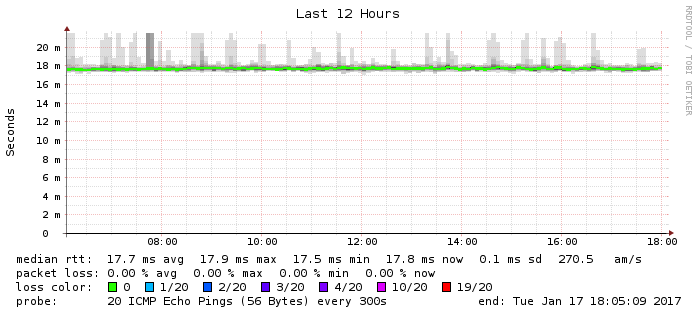 Last 12 Hours
RRDTOOL / TOBI OETIKER
Seconds
20 m
18 m
16 m
14 m
12 m
10 m
8 m
6 m
4 m
2 m
0
08:00 10:00 12:00 14:00 16:00 18:00
median rtt: 17.7 ms avg 17.9 ms max 17.5 ms min 17.8 ms now 0.1 ms sd 270.5 am/s
packet loss: 0.00 % avg 0.00 % max 0.00 % min 0.00 % now
loss color: 0 1/20 2/20 3/20 4/20 10/20 19/20
probe: 20 ICMP Echo Pings (56 Bytes) every 300s end: Tue Jan 17 18:05:09 2017